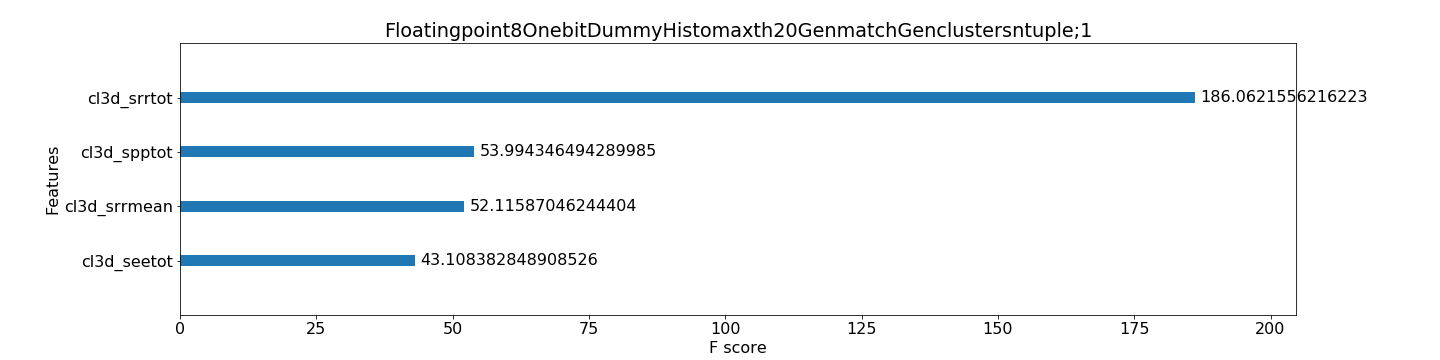 Floatingpoint8OnebitDummyHistomaxth20GenmatchGenclustersntuple;1
cl3d_srrtot 186.0621556216223
cl3d_spptot 53.994346494289985
Features
cl3d_srrmean 52.11587046244404
cl3d_seetot 43.108382848908526
0 25 50 75 100 125 150 175 200
F score